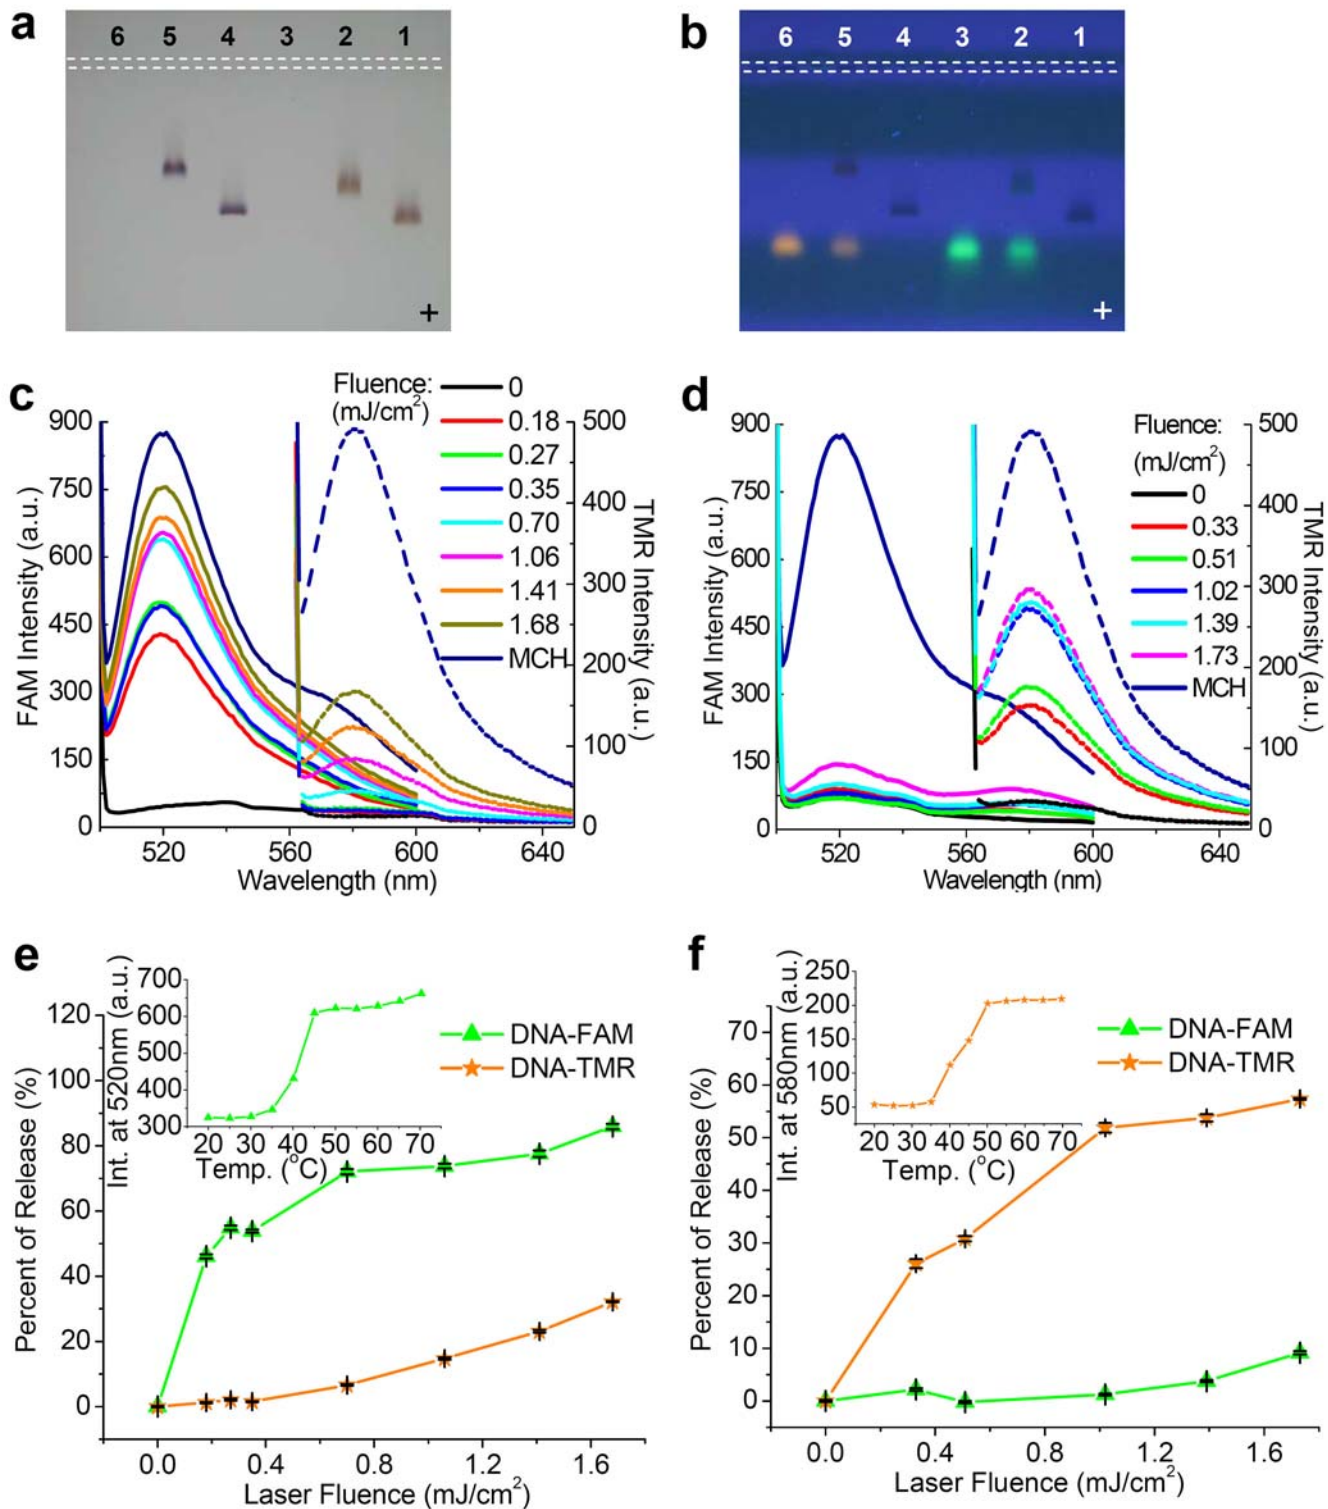 a
6 5 4 3 2 1
+
b
6 5 4 3 2 1
+
c
Fluence:
(mJ/cm²)
0
0.18
0.27
0.35
0.70
1.06
1.41
1.68
MCH
900
750
600
450
300
150
0
FAM Intensity (a.u.)
500
400
300
200
100
0
TMR Intensity (a.u.)
520 560 600 640
Wavelength (nm)
d
Fluence:
(mJ/cm²)
0
0.33
0.51
1.02
1.39
1.73
MCH
900
750
600
450
300
150
0
FAM Intensity (a.u.)
500
400
300
200
100
0
TMR Intensity (a.u.)
520 560 600 640
Wavelength (nm)
e
Int. at 520nm (a.u.)
700
600
500
400
300
20 30 40 50 60 70
Temp. (°C)
DNA-FAM
DNA-TMR
120
100
80
60
40
20
0
Percent of Release (%)
0.0 0.4 0.8 1.2 1.6
Laser Fluence (mJ/cm²)
f
Int. at 580nm (a.u.)
250
200
150
100
50
20 30 40 50 60 70
Temp. (°C)
DNA-FAM
DNA-TMR
70
60
50
40
30
20
10
0
Percent of Release (%)
0.0 0.4 0.8 1.2 1.6
Laser Fluence (mJ/cm²)